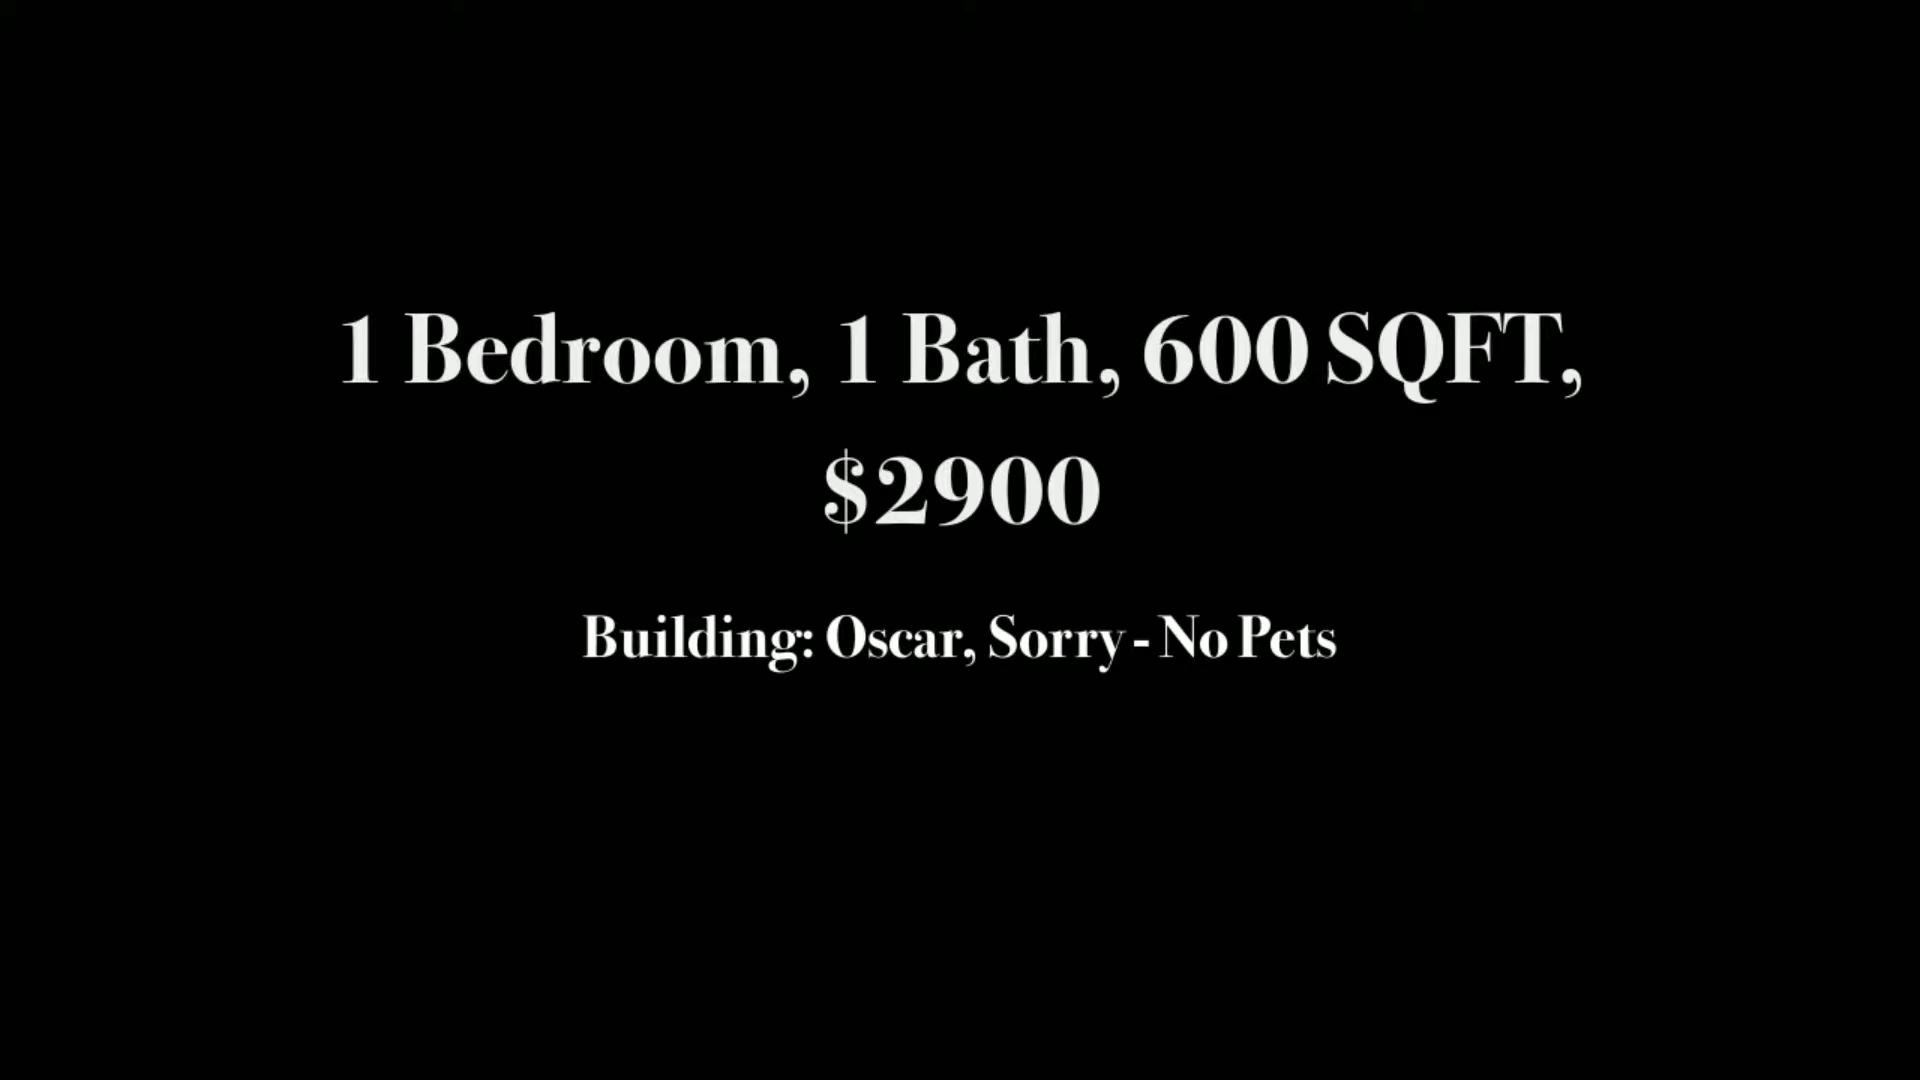 1 Bedroom, 1 Bath, 600 SQFT,
$2900
Building: Oscar, Sorry - No Pets